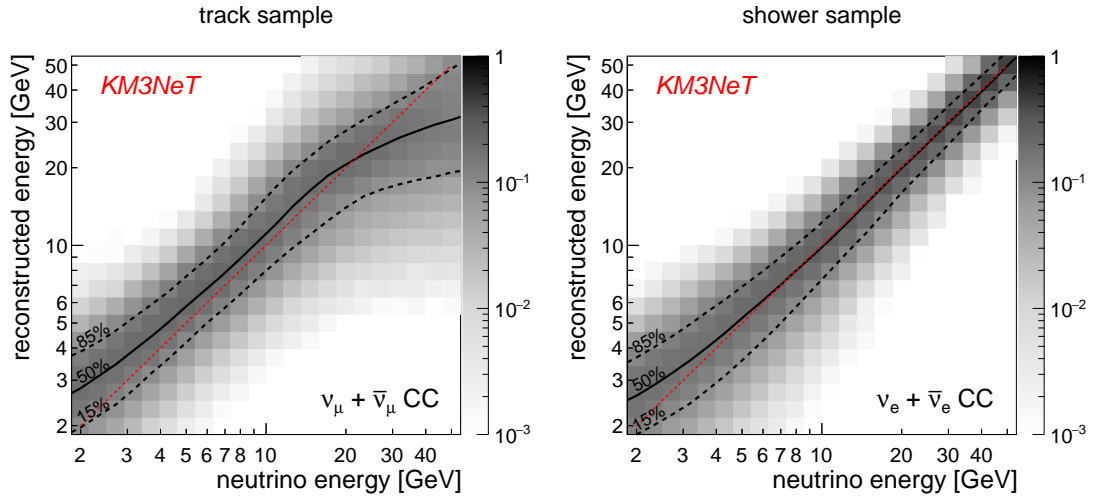 track sample
KM3NeT
reconstructed energy [GeV]
50
40
30
20
10
6
5
4
3
2
85%
50%
15%
ν_μ + ν̄_μ CC
2 3 4 5 6 7 8 10 20 30 40
neutrino energy [GeV]
1
10⁻¹
10⁻²
10⁻³
shower sample
KM3NeT
reconstructed energy [GeV]
50
40
30
20
10
6
5
4
3
2
85%
50%
15%
ν_e + ν̄_e CC
2 3 4 5 6 7 8 10 20 30 40
neutrino energy [GeV]
1
10⁻¹
10⁻²
10⁻³